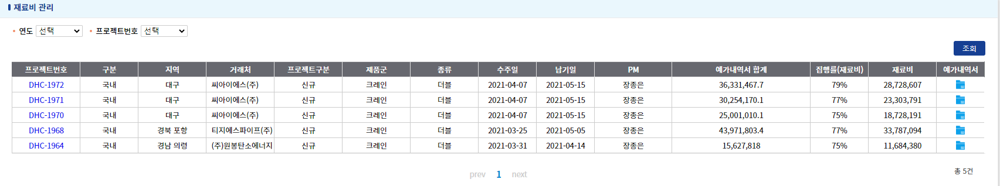 재료비 관리
연도 선택 프로젝트번호 선택
조회
프로젝트번호 구분 지역 거래처 프로젝트구분 제품군 종류 수주일 납기일 PM 예가내역서 합계 집행률(재료비) 재료비 예가내역서
DHC-1972 국내 대구 씨아이에스(주) 신규 크레인 더블 2021-04-07 2021-05-15 장종은 36,331,467.7 79% 28,728,607
DHC-1971 국내 대구 씨아이에스(주) 신규 크레인 더블 2021-04-07 2021-05-15 장종은 30,254,170.1 77% 23,303,791
DHC-1970 국내 대구 씨아이에스(주) 신규 크레인 더블 2021-04-07 2021-05-15 장종은 25,001,010.1 75% 18,728,191
DHC-1968 국내 경북 포항 티지에스파이프(주) 신규 크레인 더블 2021-03-25 2021-05-05 장종은 43,971,803.4 77% 33,787,094
DHC-1964 국내 경남 의령 (주)원봉탄소에너지 신규 크레인 더블 2021-03-31 2021-04-14 장종은 15,627,818 75% 11,684,380
prev 1 next
총 5건